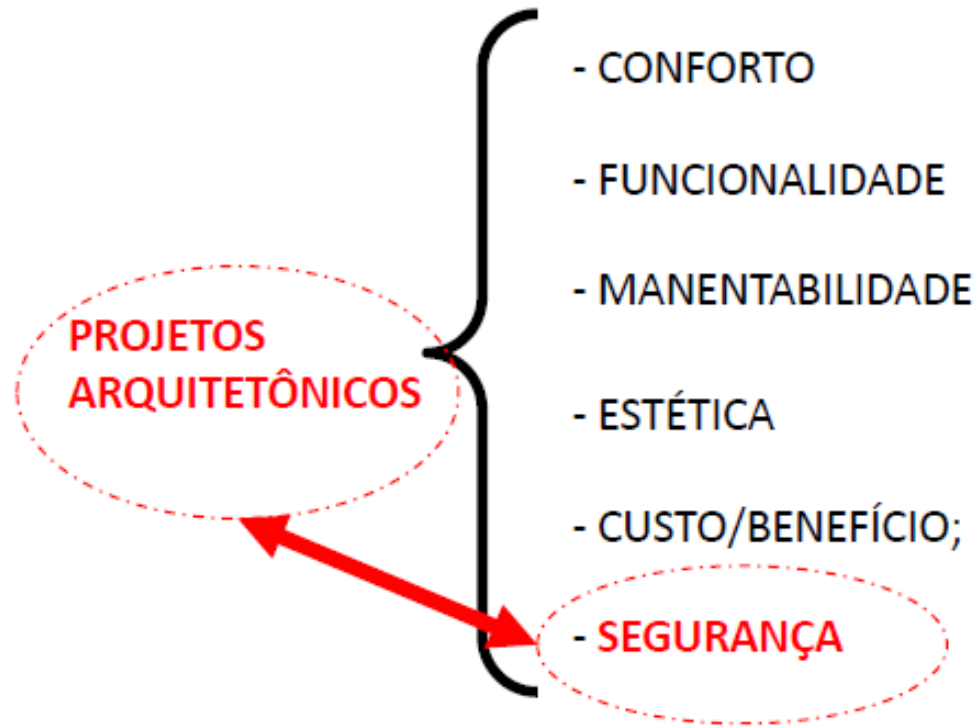 - CONFORTO
- FUNCIONALIDADE
- MANENTABILIDADE
PROJETOS
ARQUITETÔNICOS
- ESTÉTICA
- CUSTO/BENEFÍCIO;
- SEGURANÇA